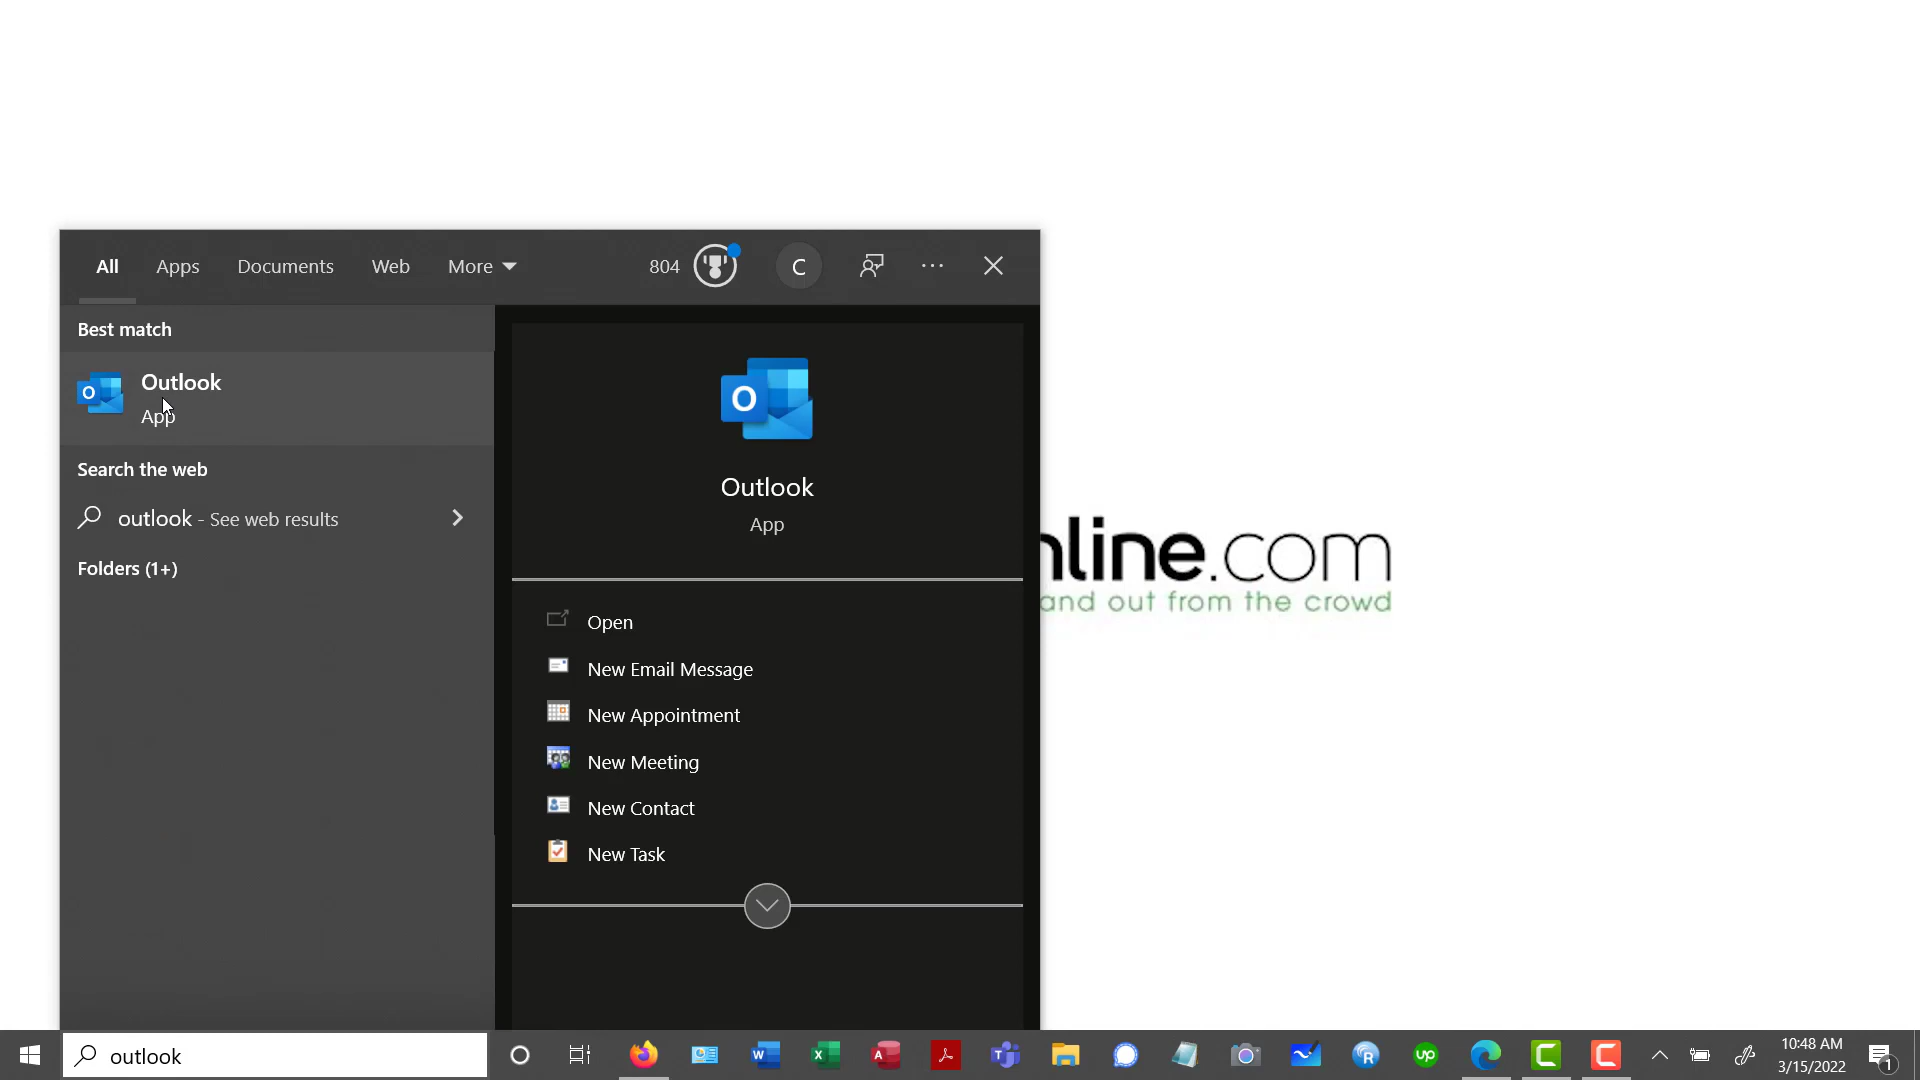 All Apps Documents Web More 804 C
Best match
Outlook
App
Search the web
outlook - See web results
Folders (1+)
O
Outlook
App
Open
New Email Message
New Appointment
New Meeting
New Contact
New Task
nline.com
and out from the crowd
outlook
10:48 AM
3/15/2022
1